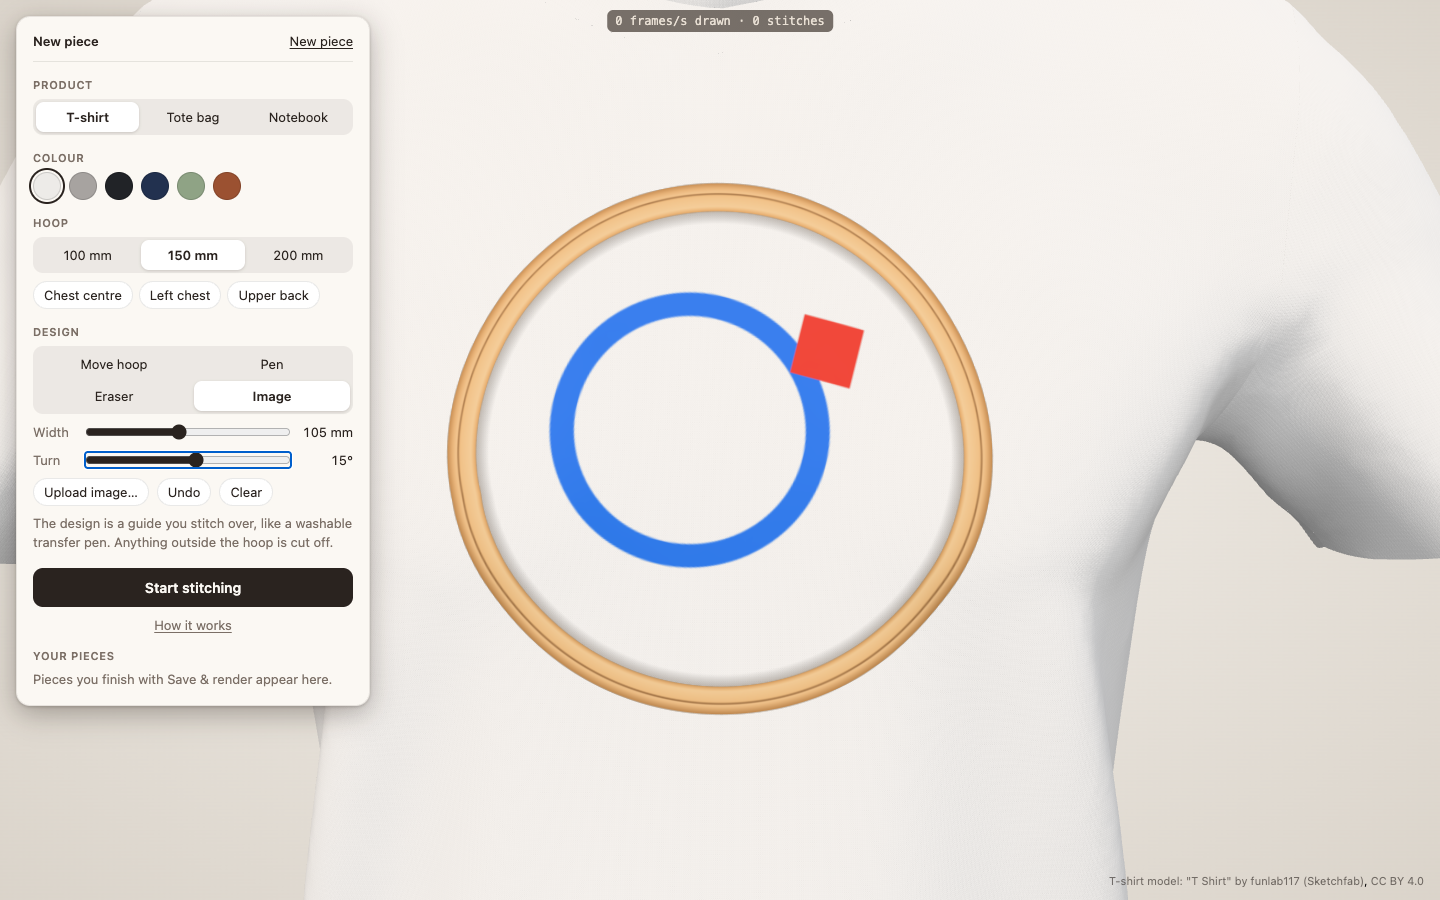 0 frames/s drawn · 0 stitches
New piece New piece
PRODUCT
T-shirt Tote bag Notebook
COLOUR
HOOP
100 mm 150 mm 200 mm
Chest centre Left chest Upper back
DESIGN
Move hoop Pen
Eraser Image
Width 105 mm
Turn 15°
Upload image... Undo Clear
The design is a guide you stitch over, like a washable
transfer pen. Anything outside the hoop is cut off.
Start stitching
How it works
YOUR PIECES
Pieces you finish with Save & render appear here.
T-shirt model: "T Shirt" by funlab117 (Sketchfab), CC BY 4.0